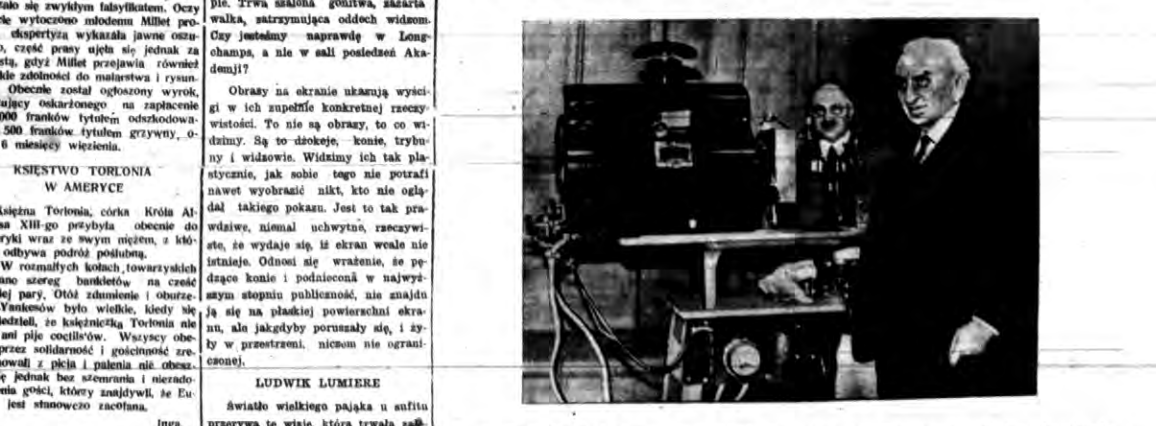 ało się zwykłym falsyfikatem. Oczy
wytoczono młodemu Millet pro-
ekspertyza wykazała jawne oszu-
część prasy ujęła się jednak za
gdyż Millet przejawia również
kie zdolności do malarstwa i rysun-
Obecnie został ogłoszony wyrok,
ujący oskarżonego na zapłacenie
000 franków tytułem odszkodowa-
500 franków tytułem grzywny, o-
6 miesięcy więzienia.
KSIĘSTWO TORLONIA
W AMERYCE
Księżna Torlonia, córka Króla Al-
sa XIII-go przybyła obecnie do
ryki wraz ze swym mężem, z któ-
odbywa podróż poślubną.
W rozmaitych kołach towarzyskich
ano szereg bankietów na cześć
ej pary. Otóż zdumienie i oburze-
Yankesów było wielkie, kiedy się
iedzieli, że księżniczka Torlonia nie
ani pije coctils'ów. Wszyscy obe-
przez solidarność i gościnność zre-
owali z picia i palenia nie obesz-
ę jednak bez szemrania i niezado-
nia gości, którzy znajdywli, że Eu-
jest stanowczo zacofana.
Inga.
pie. Trwa szalona gonitwa, zażarta
walka, zatrzymująca oddech widzom.
Czy jesteśmy naprawdę w Long-
champs, a nie w sali posiedzeń Aka-
demji?
Obrazy na ekranie ukazują wyści-
gi w ich zupełnie konkretnej rzeczy-
wistości. To nie są obrazy, to co wi-
dzimy. Są to dżokeje, konie, trybu-
ny i widzowie. Widzimy ich tak pla-
stycznie, jak sobie tego nie potrafi
nawet wyobrazić nikt, kto nie oglą-
dał takiego pokazu. Jest to tak pra-
wdziwe, niemal uchwytne, rzeczywi-
ste, że wydaje się, iż ekran wcale nie
istnieje. Odnosi się wrażenie, że pę-
dzące konie i podniecona w najwyż-
szym stopniu publiczność, nie znajdu
ją się na płaskiej powierzchni ekra-
nu, ale jakgdyby poruszały się, i ży-
ły w przestrzeni, niczem nie ograni-
czonej.
LUDWIK LUMIERE
Światło wielkiego pająka u sufitu
przerywa tę wizję, która trwała